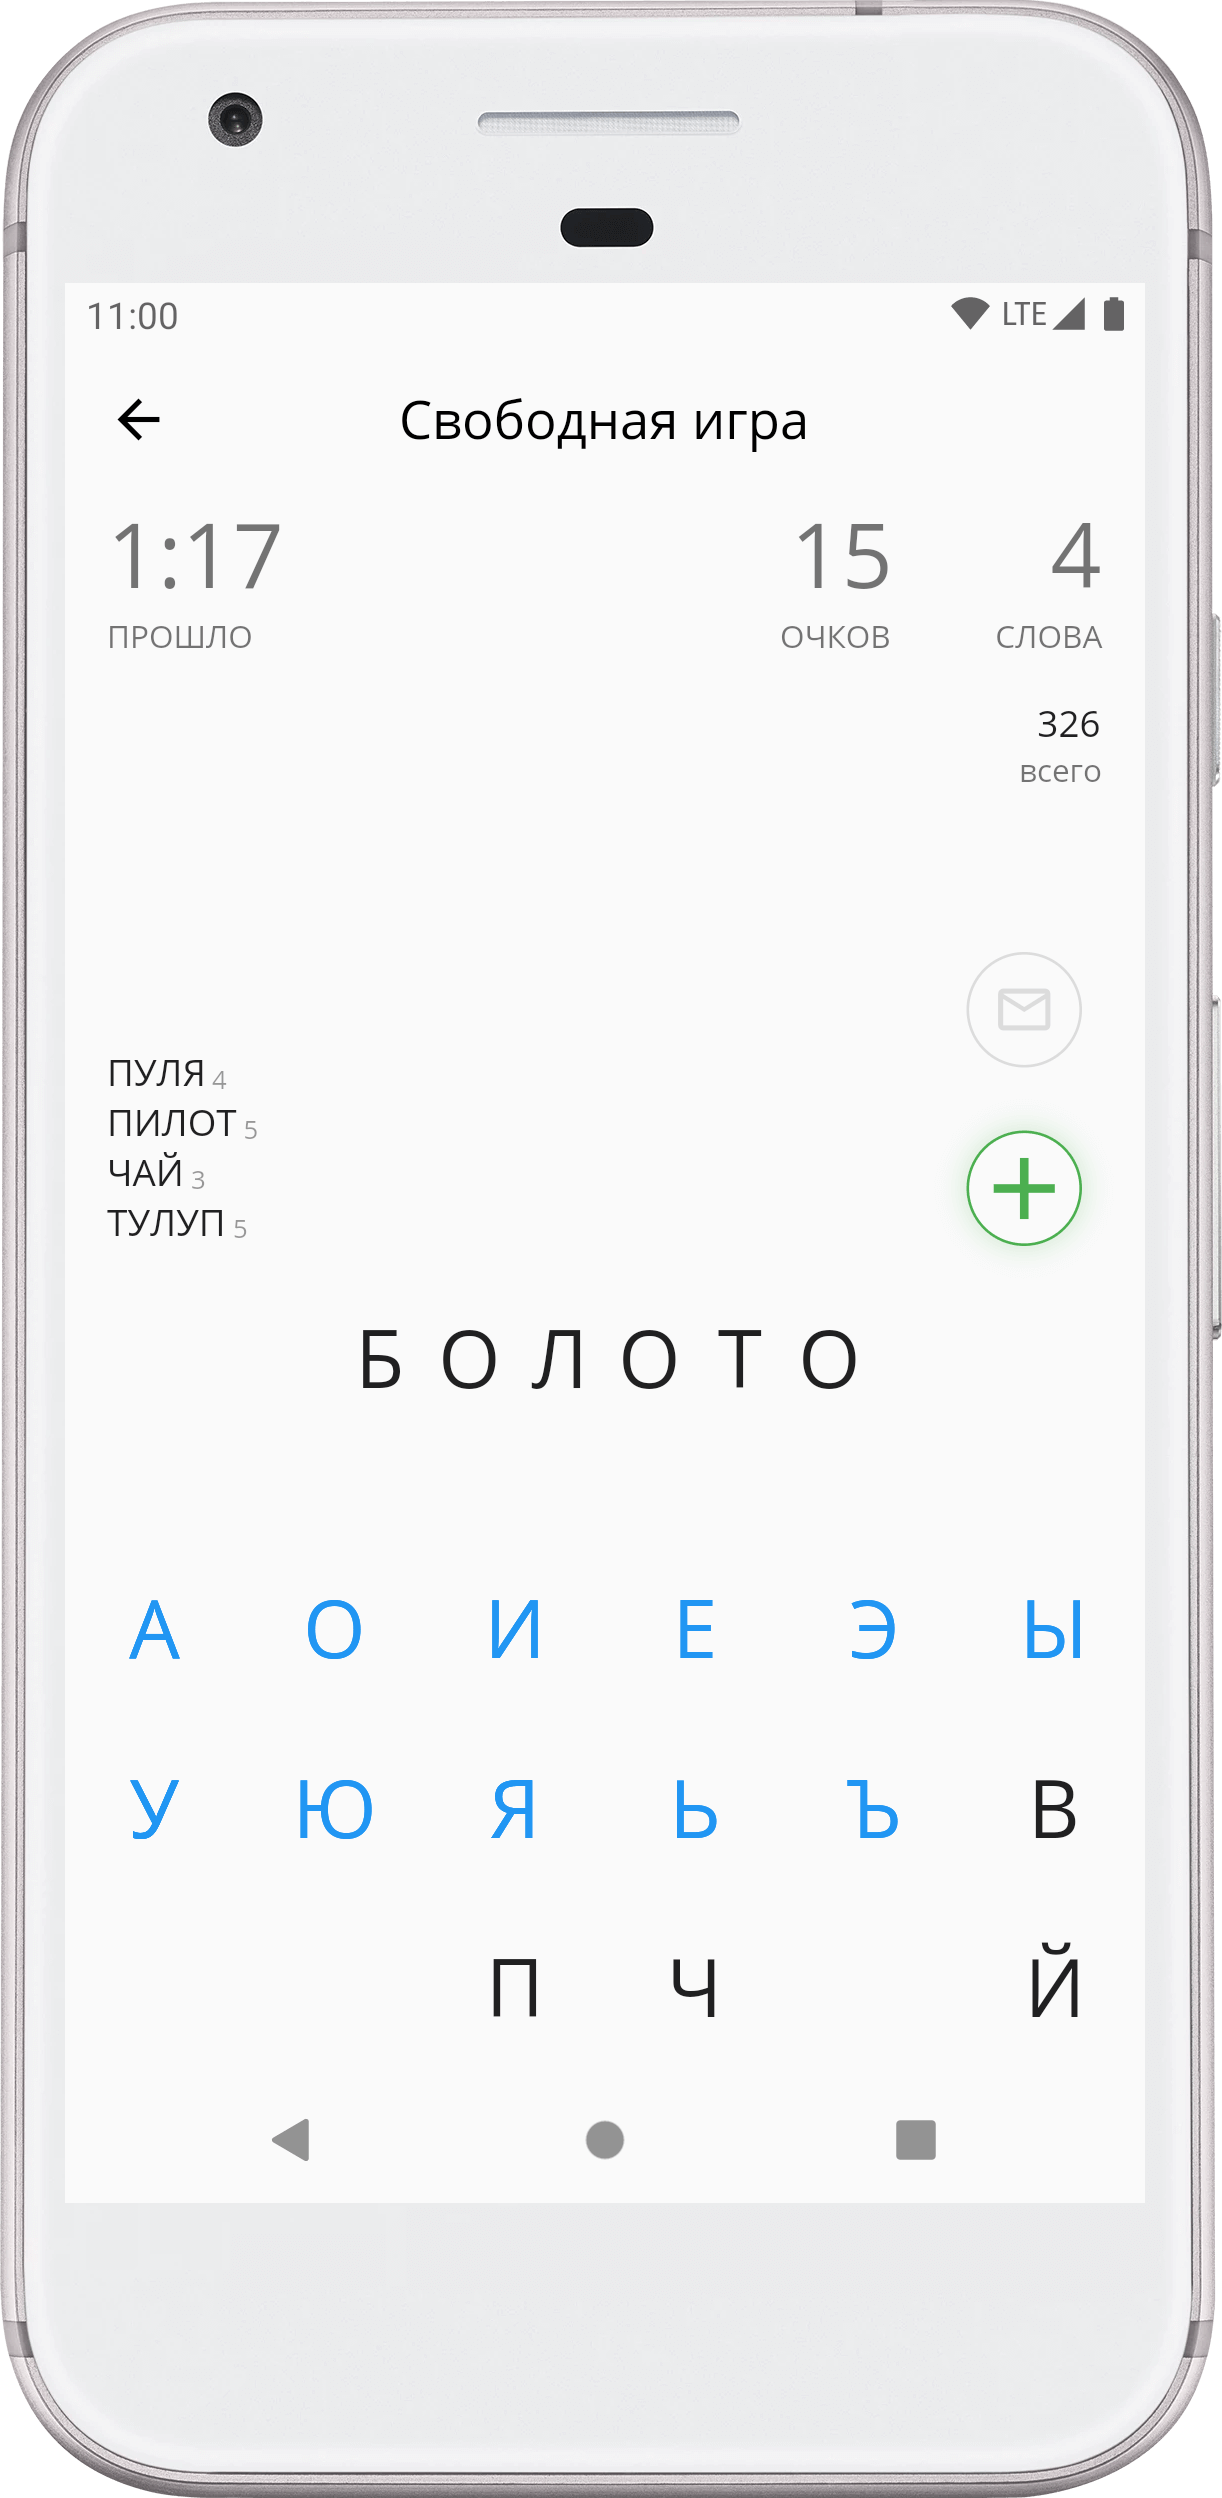 11:00 LTE
Свободная игра
1:17 15 4
ПРОШЛО ОЧКОВ СЛОВА
326
всего
ПУЛЯ 4
ПИЛОТ 5
ЧАЙ 3
ТУЛУП 5
БОЛОТО
А О И Е Э Ы
У Ю Я Ь Ъ В
П Ч Й